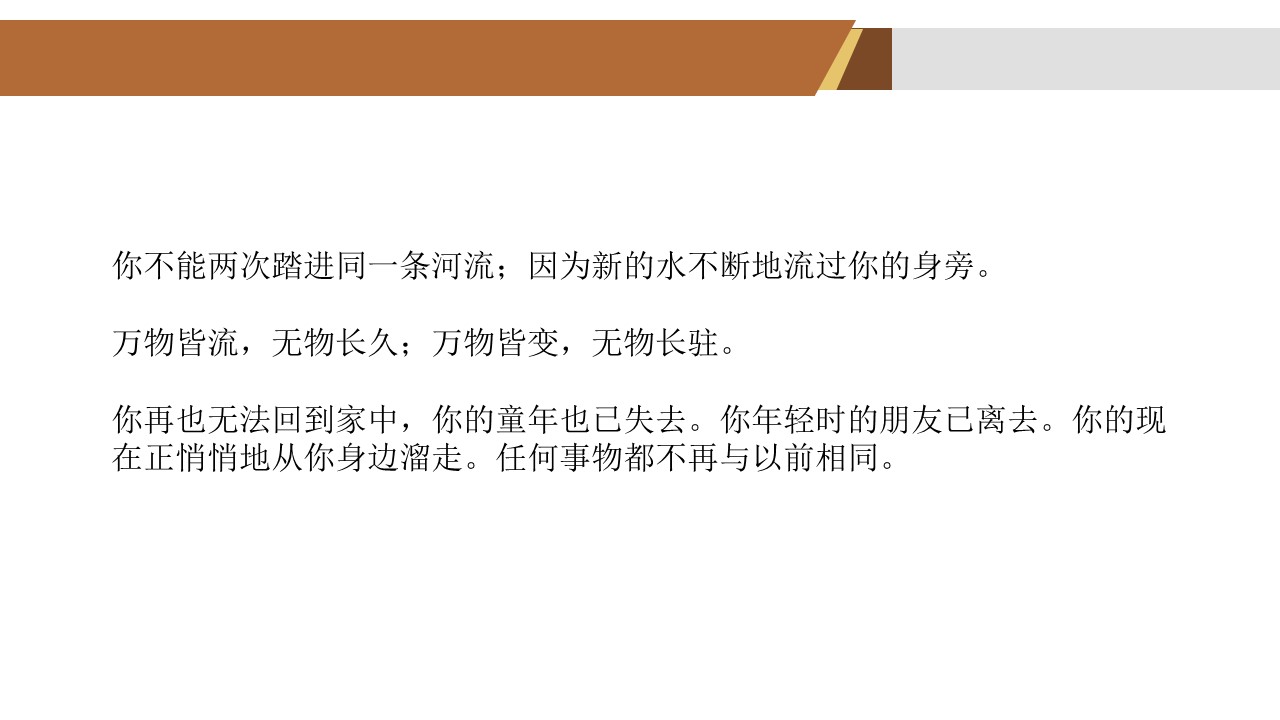 你不能两次踏进同一条河流；因为新的水不断地流过你的身旁。
万物皆流，无物长久；万物皆变，无物长驻。
你再也无法回到家中，你的童年也已失去。你年轻时的朋友已离去。你的现
在正悄悄地从你身边溜走。任何事物都不再与以前相同。